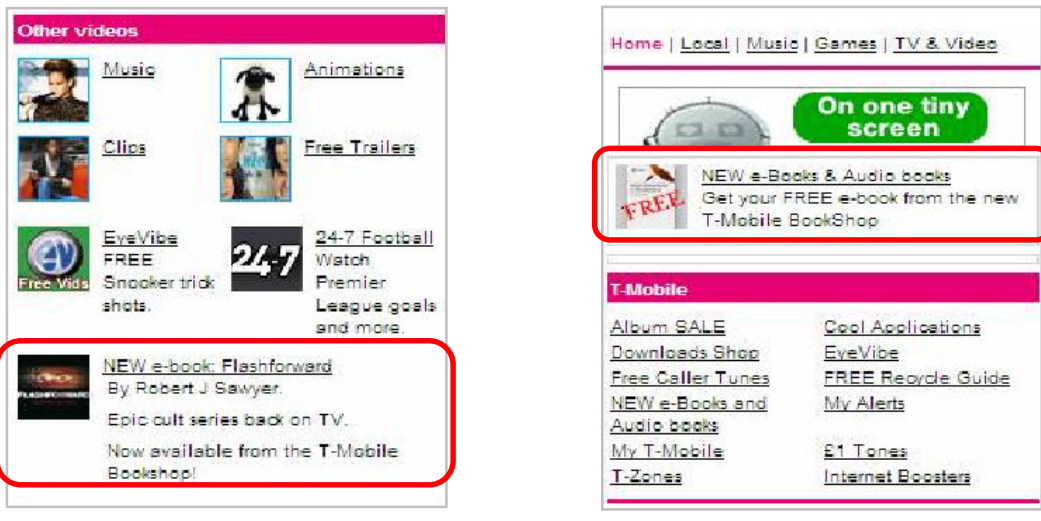 Other videos
Music
Animations
Clips
Free Trailers
EyeVibe
FREE
Snooker trick
shots.
Free Vids
24-7
24-7 Football
Watch
Premier
League goals
and more.
FLASHFORWARD
NEW e-book: Flashforward
By Robert J Sawyer.
Epic cult series back on TV.
Now available from the T-Mobile
Bookshop!
Home | Local | Music | Games | TV & Video
On one tiny
screen
FREE
NEW e-Books & Audio books
Get your FREE e-book from the new
T-Mobile BookShop
T-Mobile
Album SALE
Cool Applications
Downloads Shop
EyeVibe
Free Caller Tunes
FREE Recycle Guide
NEW e-Books and
Audio books
My Alerts
My T-Mobile
£1 Tones
T-Zones
Internet Boosters